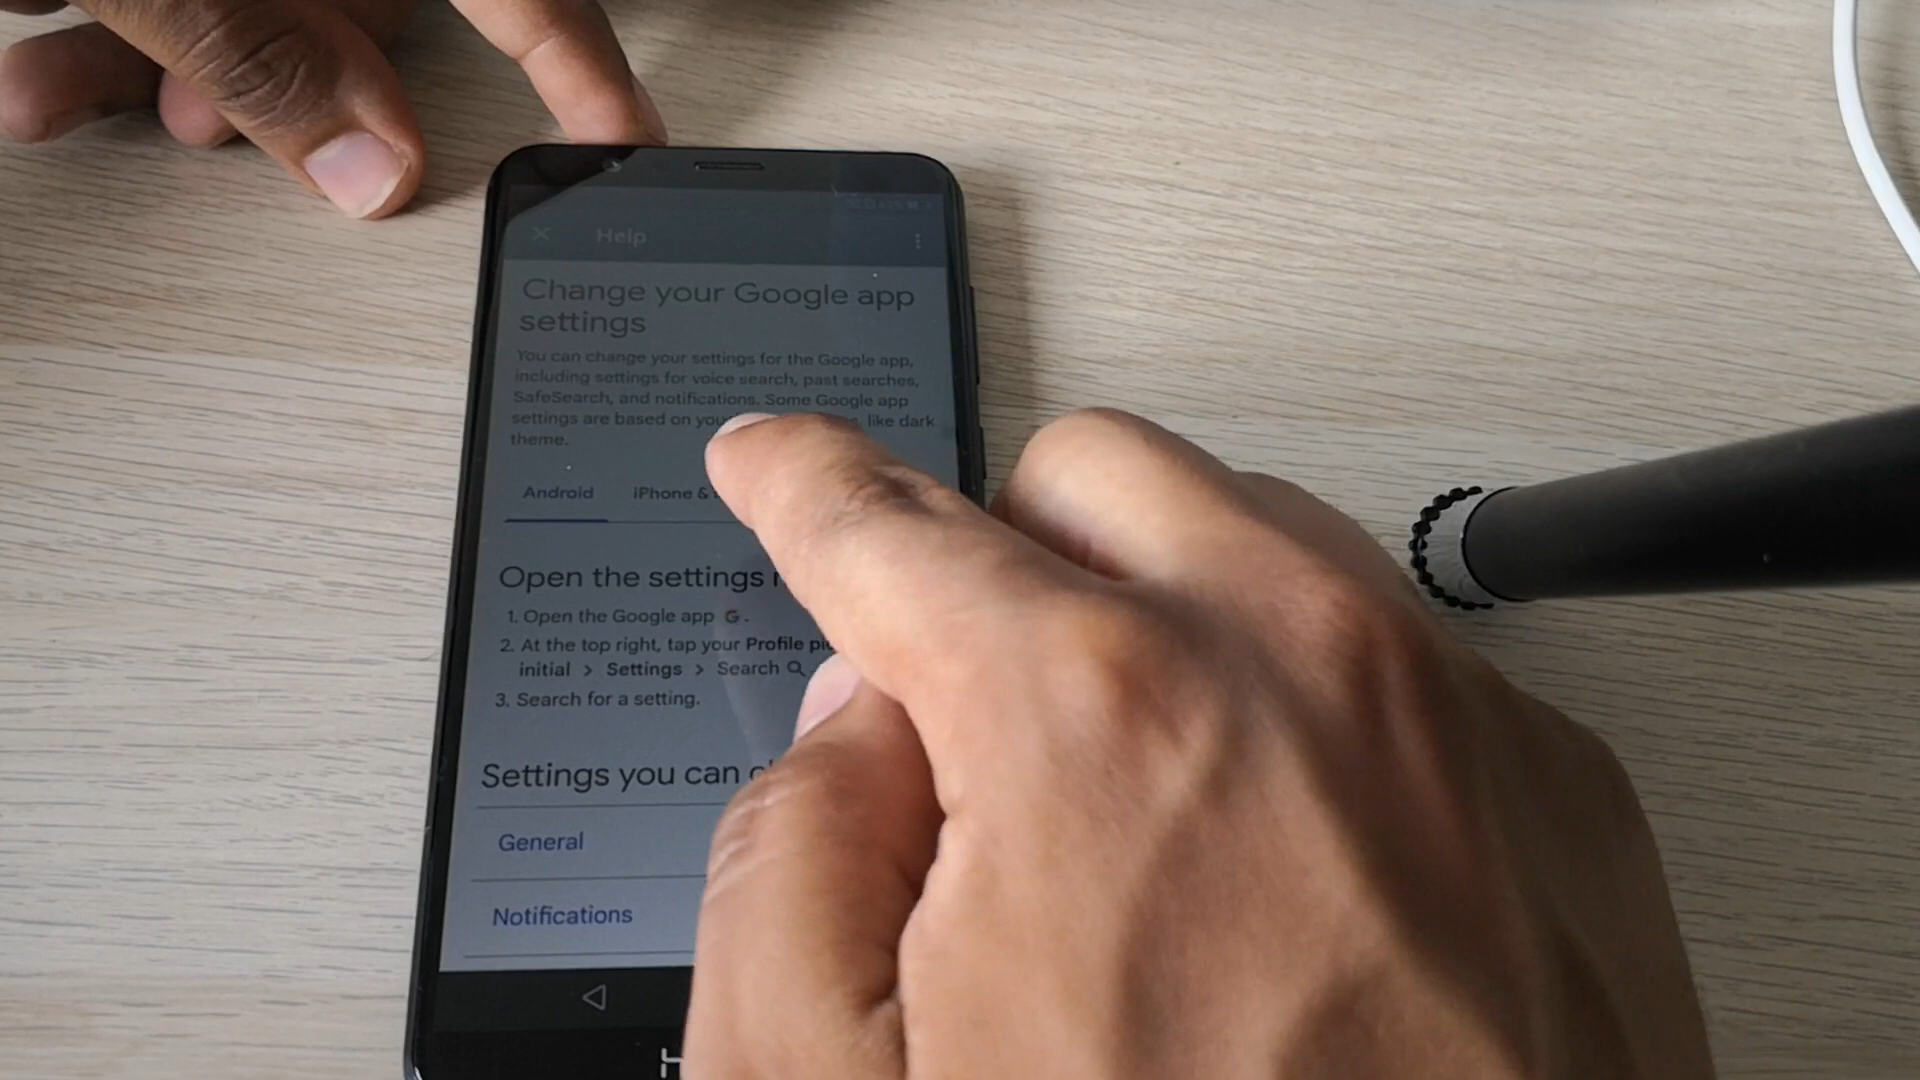 Help
Change your Google app
settings
You can change your settings for the Google app,
including settings for voice search, past searches,
SafeSearch, and notifications. Some Google app
settings are based on like dark
theme.
Android iPhone &
Open the settings
1. Open the Google app G.
2. At the top right, tap your Profile
initial > Settings > Search
3. Search for a setting.
Settings you can
General
Notifications